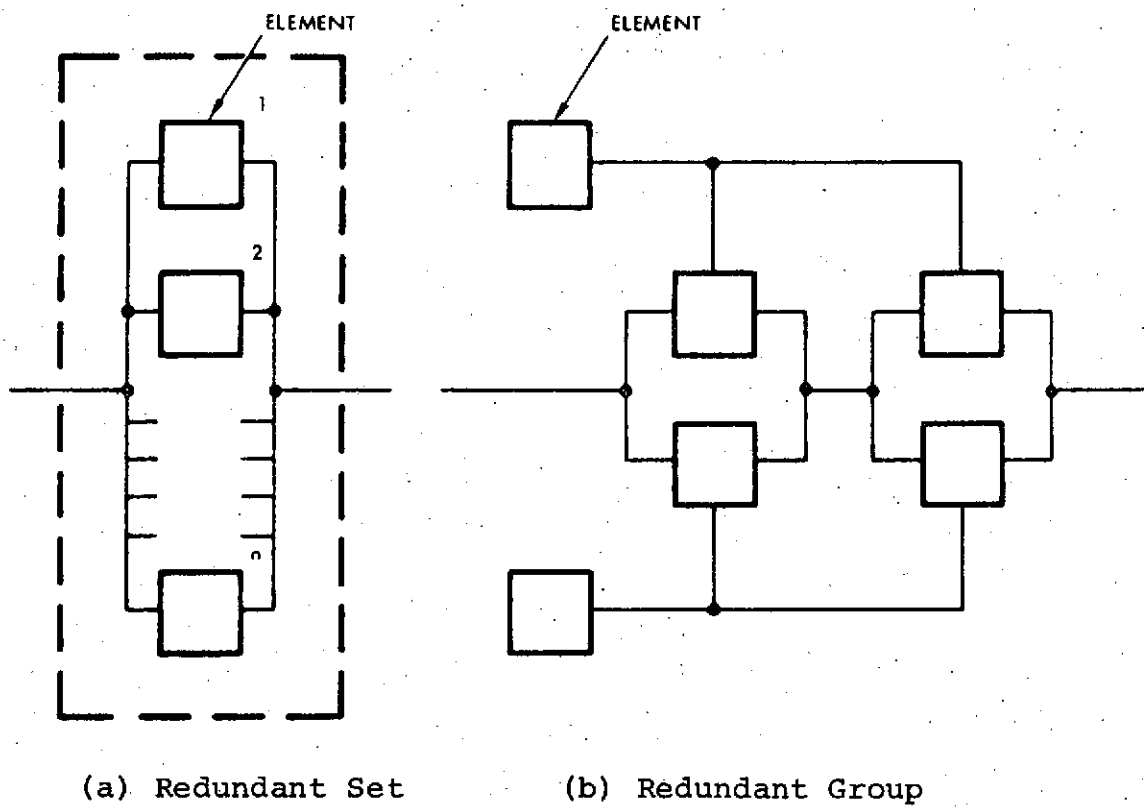 ELEMENT
ELEMENT
1
2
n
(a) Redundant Set
(b) Redundant Group